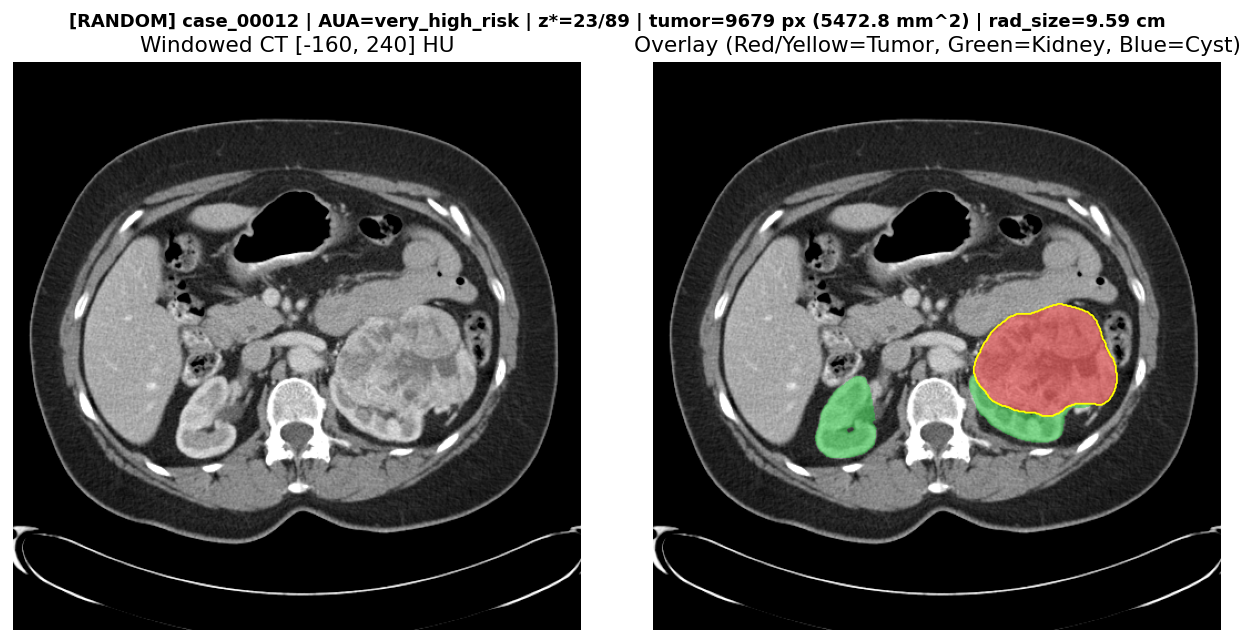 [RANDOM] case_00012 | AUA=very_high_risk | z*=23/89 | tumor=9679 px (5472.8 mm^2) | rad_size=9.59 cm
Windowed CT [-160, 240] HU
Overlay (Red/Yellow=Tumor, Green=Kidney, Blue=Cyst)